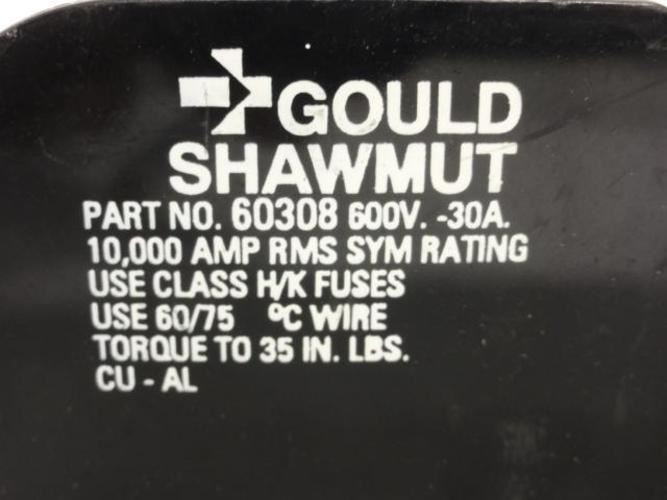 GOULD
SHAWMUT
PART NO. 60308 600V. -30A.
10,000 AMP RMS SYM RATING
USE CLASS H/K FUSES
USE 60/75 ºC WIRE
TORQUE TO 35 IN. LBS.
CU - AL